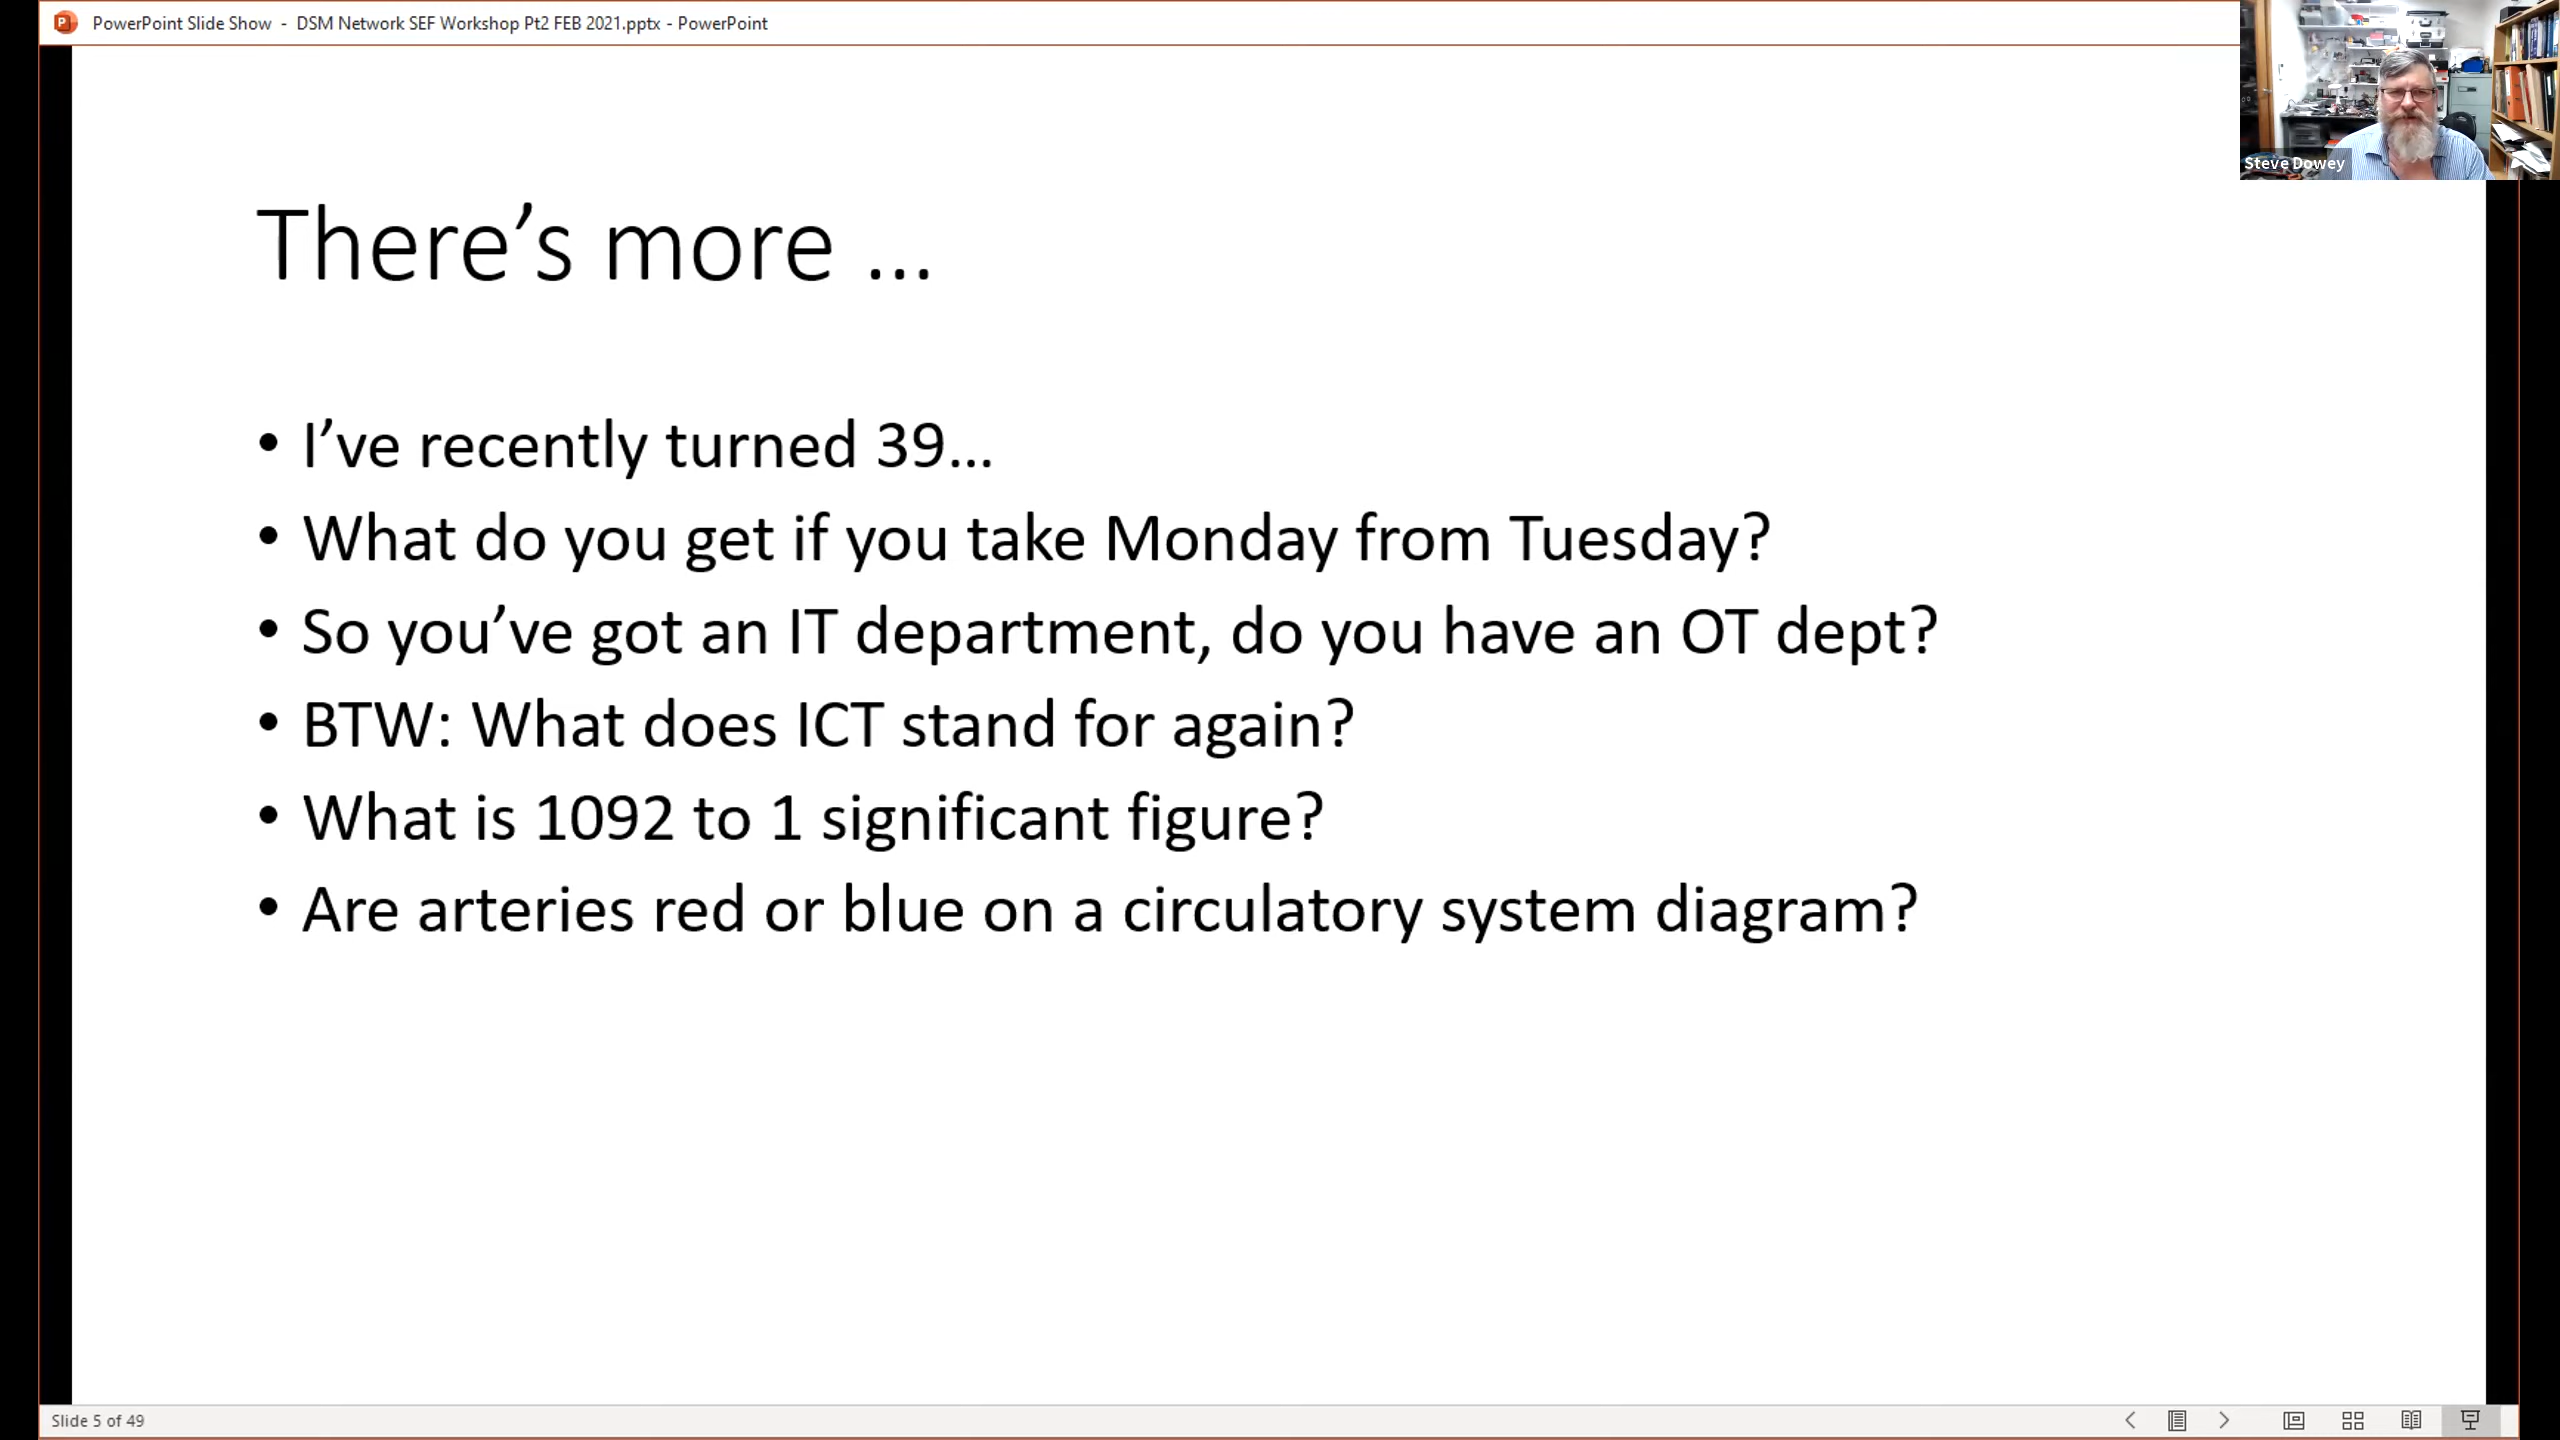 PowerPoint Slide Show - DSM Network SEF Workshop Pt2 FEB 2021.pptx - PowerPoint
Steve Dowey
There’s more …
• I’ve recently turned 39…
• What do you get if you take Monday from Tuesday?
• So you’ve got an IT department, do you have an OT dept?
• BTW: What does ICT stand for again?
• What is 1092 to 1 significant figure?
• Are arteries red or blue on a circulatory system diagram?
Slide 5 of 49